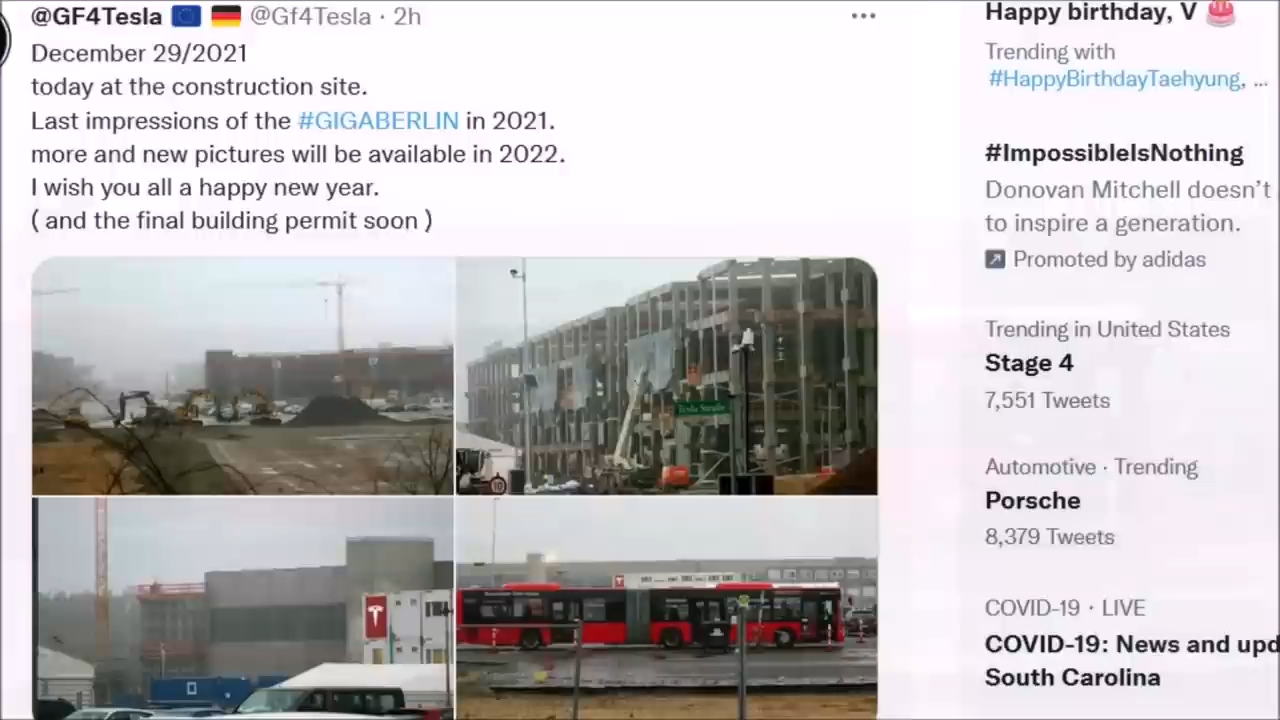 @GF4Tesla 🇪🇺 🇩🇪 @Gf4Tesla · 2h
December 29/2021
today at the construction site.
Last impressions of the #GIGABERLIN in 2021.
more and new pictures will be available in 2022.
I wish you all a happy new year.
( and the final building permit soon )
Tesla Straße
Happy birthday, V 🎂
Trending with
#HappyBirthdayTaehyung, ...
#ImpossibleIsNothing
Donovan Mitchell doesn't
to inspire a generation.
Promoted by adidas
Trending in United States
Stage 4
7,551 Tweets
Automotive · Trending
Porsche
8,379 Tweets
COVID-19 · LIVE
COVID-19: News and upd
South Carolina